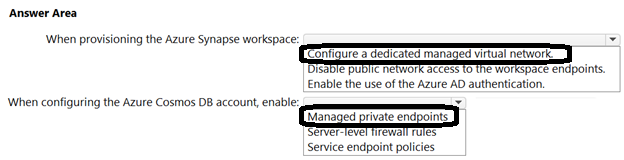 Answer Area
When provisioning the Azure Synapse workspace:
Configure a dedicated managed virtual network.
Disable public network access to the workspace endpoints.
Enable the use of the Azure AD authentication.
When configuring the Azure Cosmos DB account, enable:
Managed private endpoints
Server-level firewall rules
Service endpoint policies